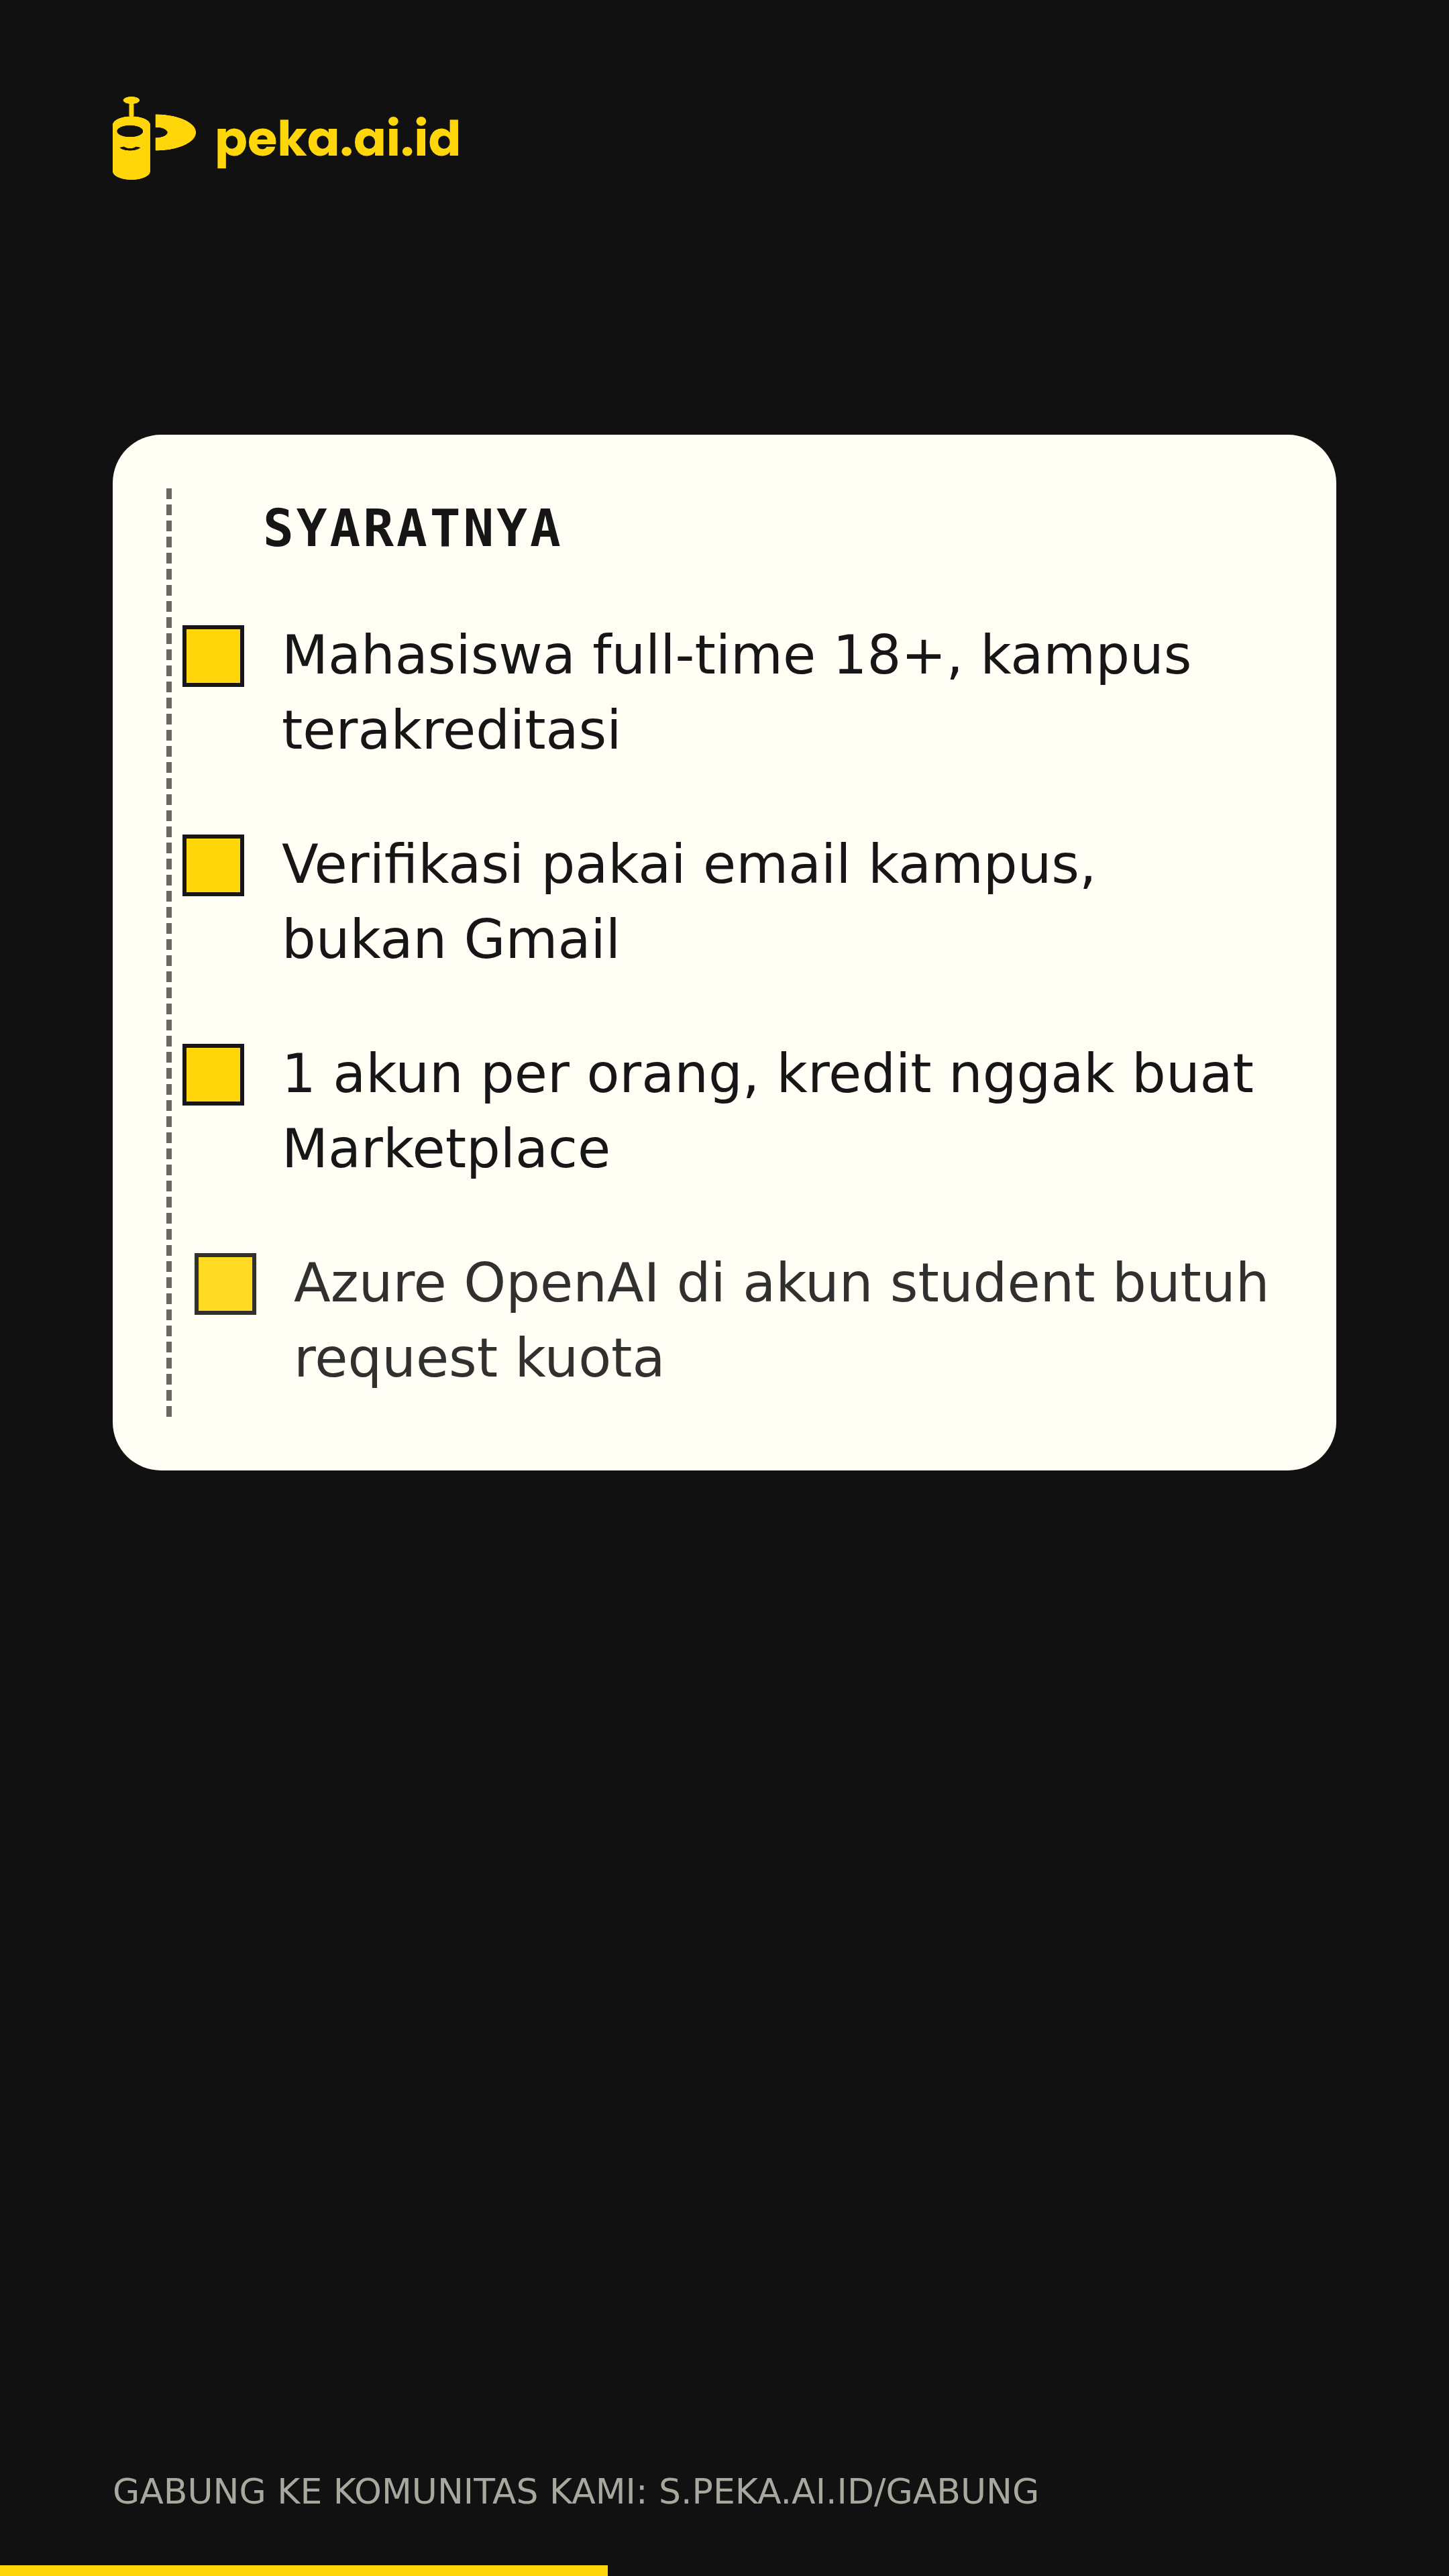 peka.ai.id
SYARATNYA
Mahasiswa full-time 18+, kampus
terakreditasi
Verifikasi pakai email kampus,
bukan Gmail
1 akun per orang, kredit nggak buat
Marketplace
Azure OpenAI di akun student butuh
request kuota
GABUNG KE KOMUNITAS KAMI: S.PEKA.AI.ID/GABUNG